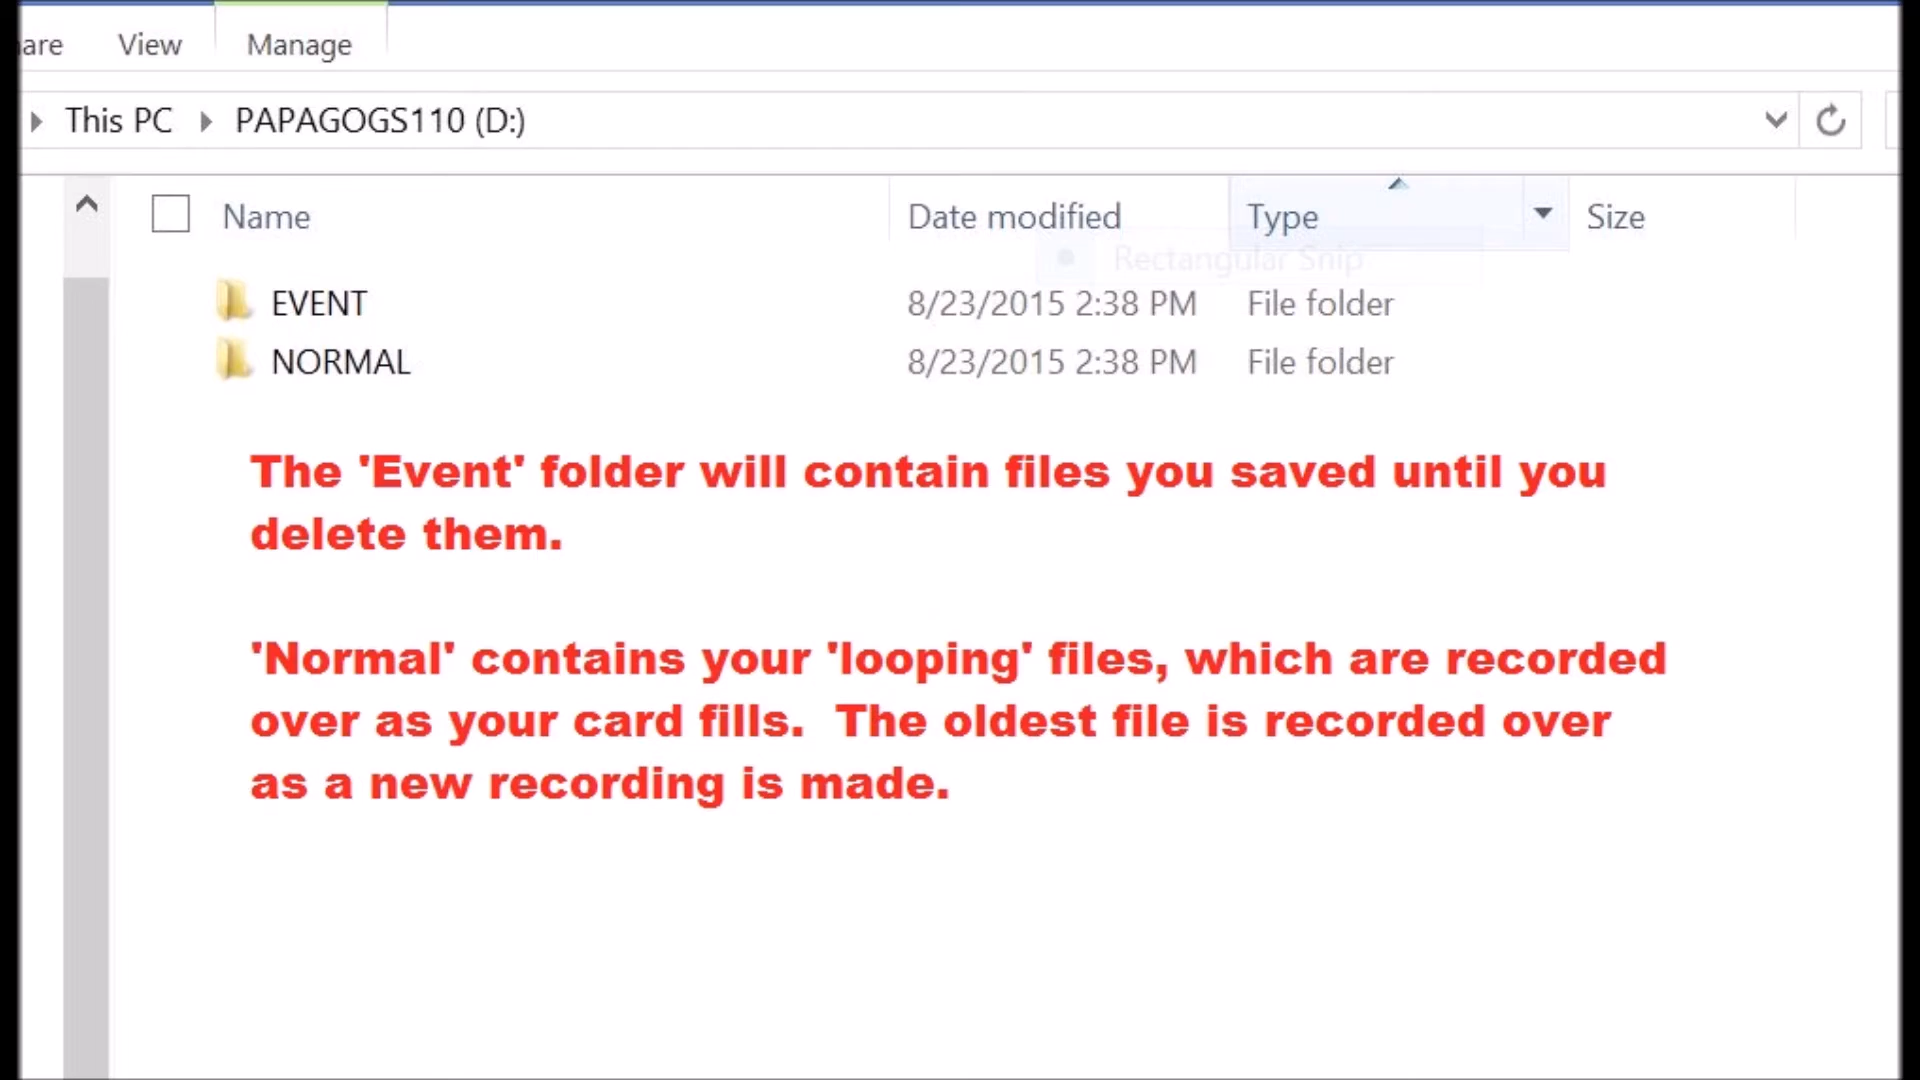 are View Manage
This PC PAPAGOGS110 (D:)
Name Date modified Type Size
Rectangular Snip
EVENT 8/23/2015 2:38 PM File folder
NORMAL 8/23/2015 2:38 PM File folder
The 'Event' folder will contain files you saved until you
delete them.
'Normal' contains your 'looping' files, which are recorded
over as your card fills.  The oldest file is recorded over
as a new recording is made.